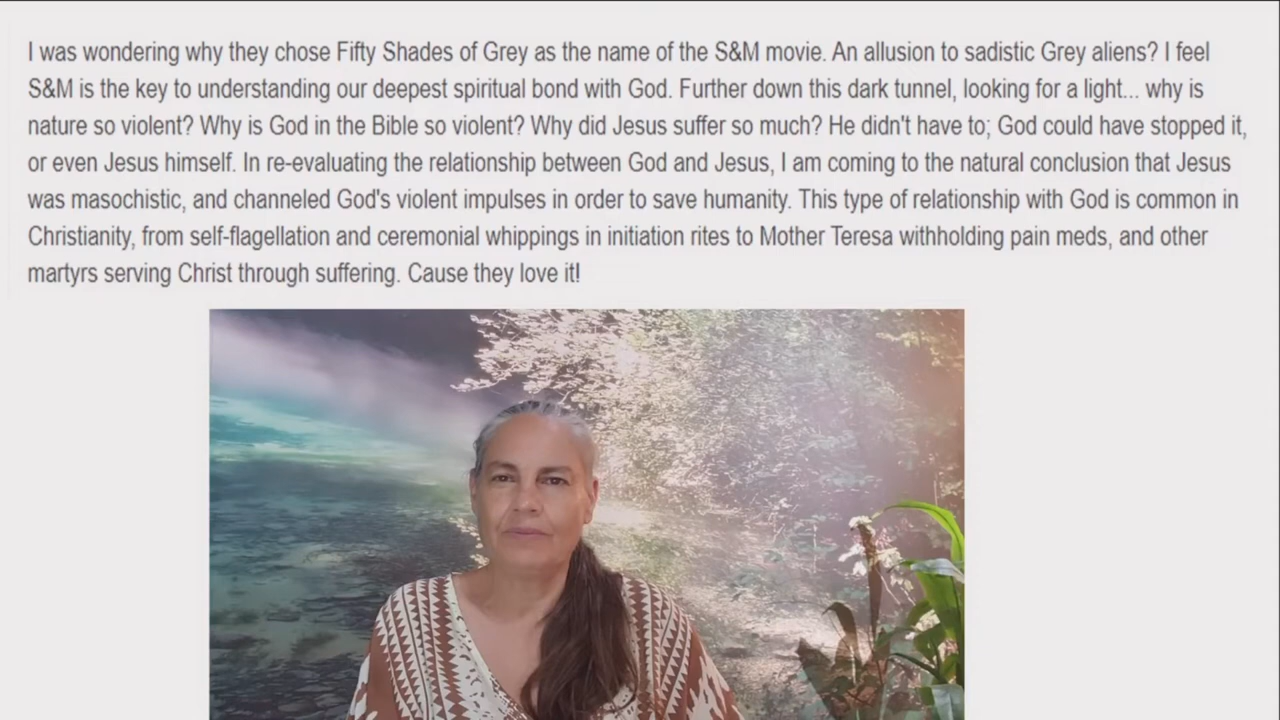 I was wondering why they chose Fifty Shades of Grey as the name of the S&M movie. An allusion to sadistic Grey aliens? I feel
S&M is the key to understanding our deepest spiritual bond with God. Further down this dark tunnel, looking for a light... why is
nature so violent? Why is God in the Bible so violent? Why did Jesus suffer so much? He didn't have to; God could have stopped it,
or even Jesus himself. In re-evaluating the relationship between God and Jesus, I am coming to the natural conclusion that Jesus
was masochistic, and channeled God's violent impulses in order to save humanity. This type of relationship with God is common in
Christianity, from self-flagellation and ceremonial whippings in initiation rites to Mother Teresa withholding pain meds, and other
martyrs serving Christ through suffering. Cause they love it!